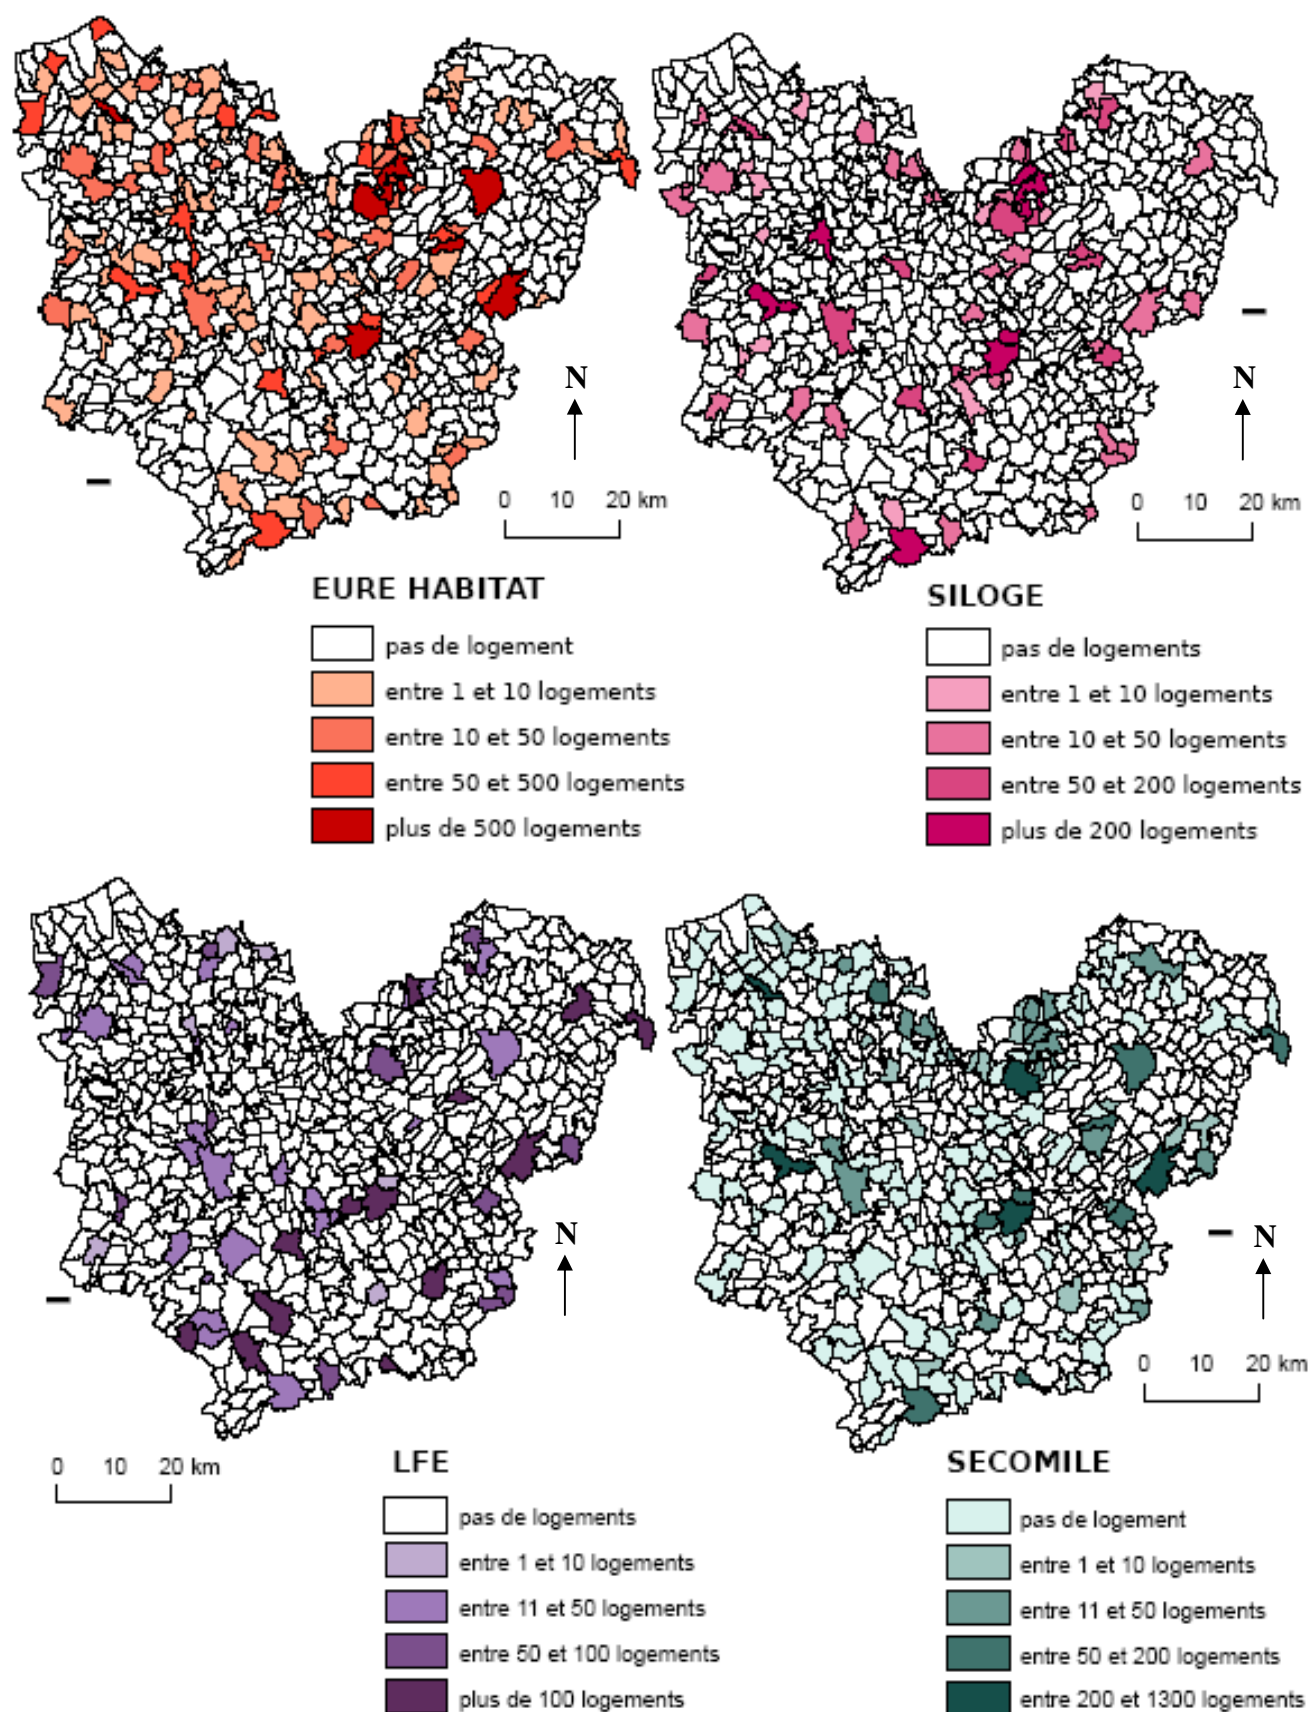 N
0 10 20 km
N
0 10 20 km
EURE HABITAT
pas de logement
entre 1 et 10 logements
entre 10 et 50 logements
entre 50 et 500 logements
plus de 500 logements
SILOGE
pas de logements
entre 1 et 10 logements
entre 10 et 50 logements
entre 50 et 200 logements
plus de 200 logements
N
0 10 20 km
N
0 10 20 km
LFE
pas de logements
entre 1 et 10 logements
entre 11 et 50 logements
entre 50 et 100 logements
plus de 100 logements
SECOMILE
pas de logement
entre 1 et 10 logements
entre 11 et 50 logements
entre 50 et 200 logements
entre 200 et 1300 logements